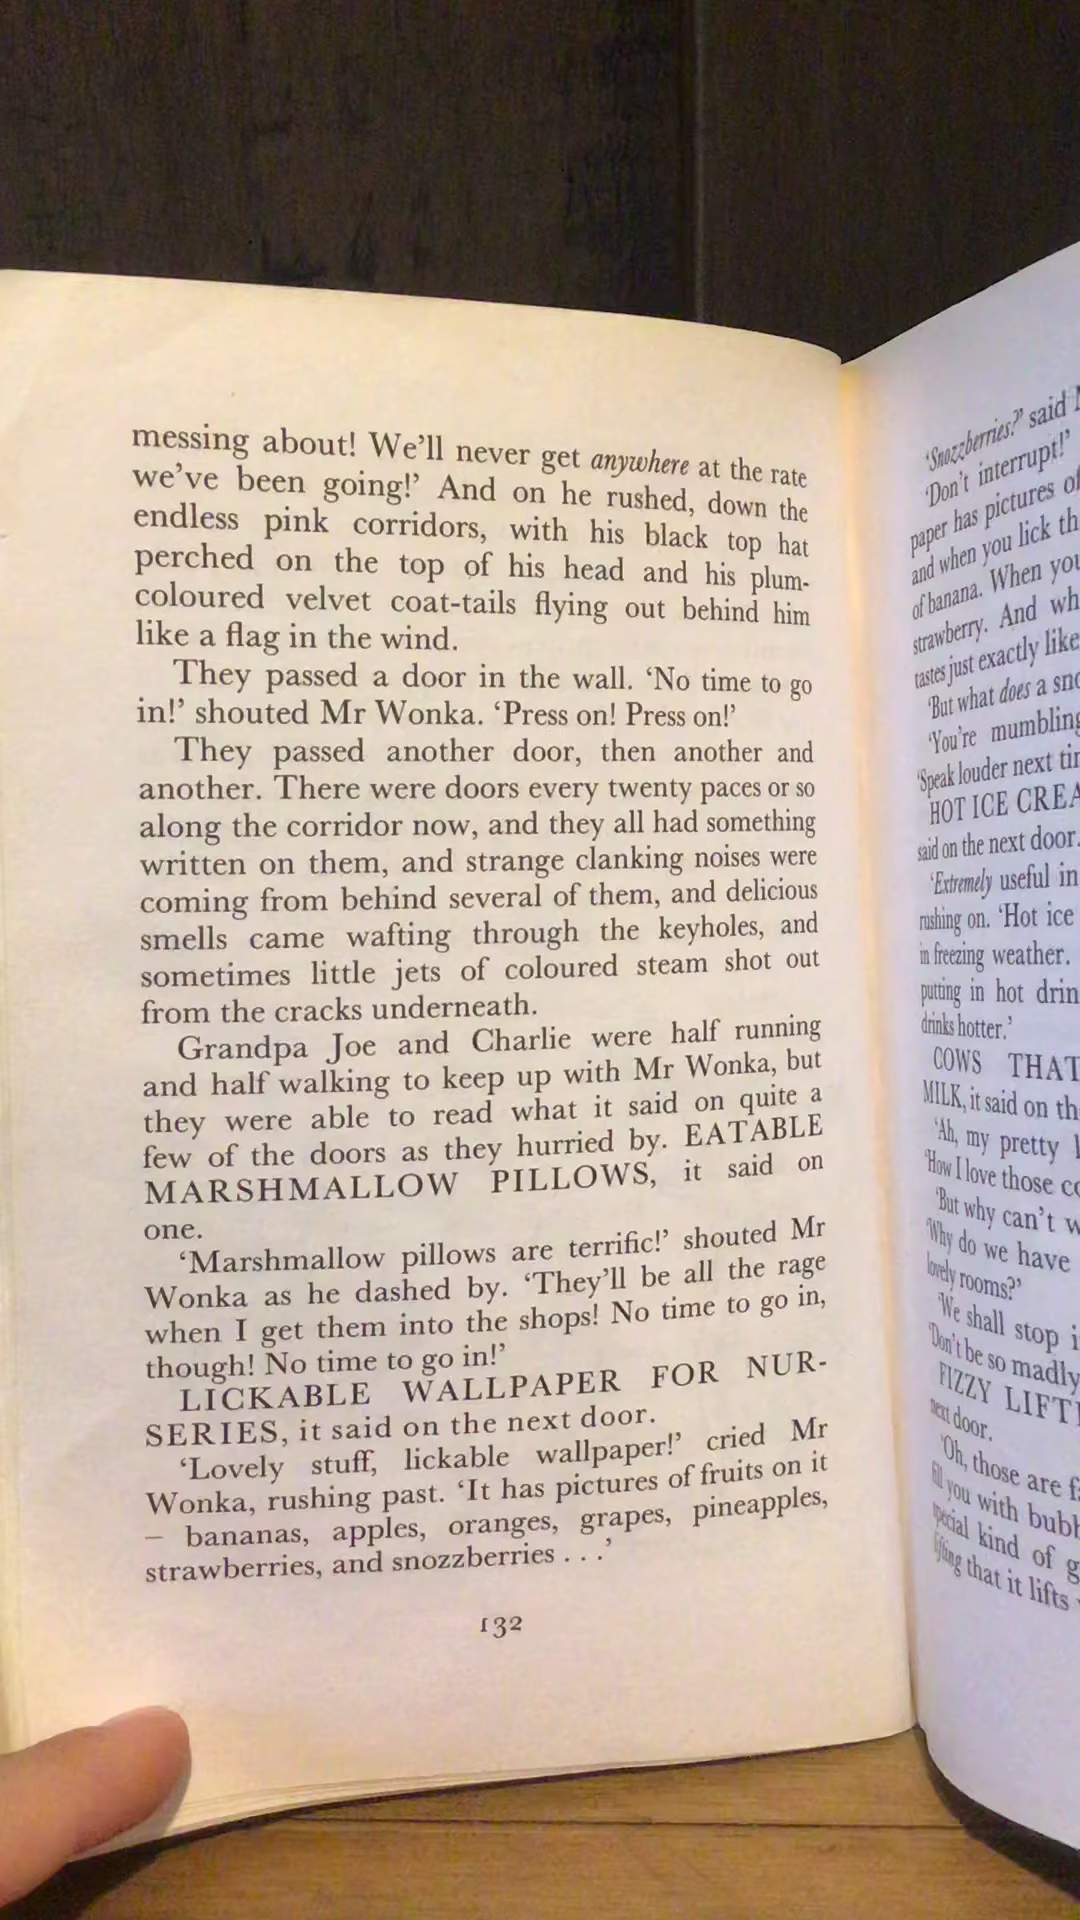 messing about! We'll never get anywhere at the rate
we've been going!' And on he rushed, down the
endless pink corridors, with his black top hat
perched on the top of his head and his plum-
coloured velvet coat-tails flying out behind him
like a flag in the wind.
They passed a door in the wall. 'No time to go
in!' shouted Mr Wonka. 'Press on! Press on!'
They passed another door, then another and
another. There were doors every twenty paces or so
along the corridor now, and they all had something
written on them, and strange clanking noises were
coming from behind several of them, and delicious
smells came wafting through the keyholes, and
sometimes little jets of coloured steam shot out
from the cracks underneath.
Grandpa Joe and Charlie were half running
and half walking to keep up with Mr Wonka, but
they were able to read what it said on quite a
few of the doors as they hurried by. EATABLE
MARSHMALLOW PILLOWS, it said on
one.
'Marshmallow pillows are terrific!' shouted Mr
Wonka as he dashed by. 'They'll be all the rage
when I get them into the shops! No time to go in,
though! No time to go in!'
LICKABLE WALLPAPER FOR NUR-
SERIES, it said on the next door.
'Lovely stuff, lickable wallpaper!' cried Mr
Wonka, rushing past. 'It has pictures of fruits on it
– bananas, apples, oranges, grapes, pineapples,
strawberries, and snozzberries . . .'
132
'Snozzberries?' said
'Don't interrupt!'
paper has pictures of
and when you lick th
of banana. When you
strawberry. And wh
tastes just exactly like
'But what does a sno
'You're mumbling
'Speak louder next tim
HOT ICE CREA
said on the next door.
'Extremely useful in
rushing on. 'Hot ice
in freezing weather.
putting in hot drin
drinks hotter.'
COWS THAT
MILK, it said on th
'Ah, my pretty
'How I love those co
'But why can't w
'Why do we have
lovely rooms?'
'We shall stop i
'Don't be so madly
FIZZY LIFTI
next door.
'Oh, those are f
fill you with bubb
special kind of g
lifting that it lifts